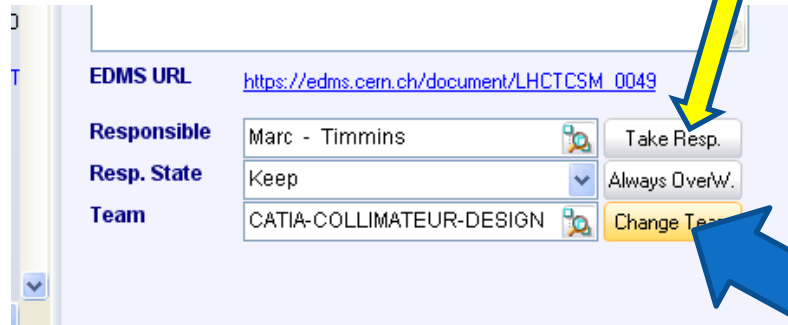 EDMS URL https://edms.cern.ch/document/LHCTCSM_0049
Responsible Marc - Timmins Take Resp.
Resp. State Keep Always OverW.
Team CATIA-COLLIMATEUR-DESIGN Change